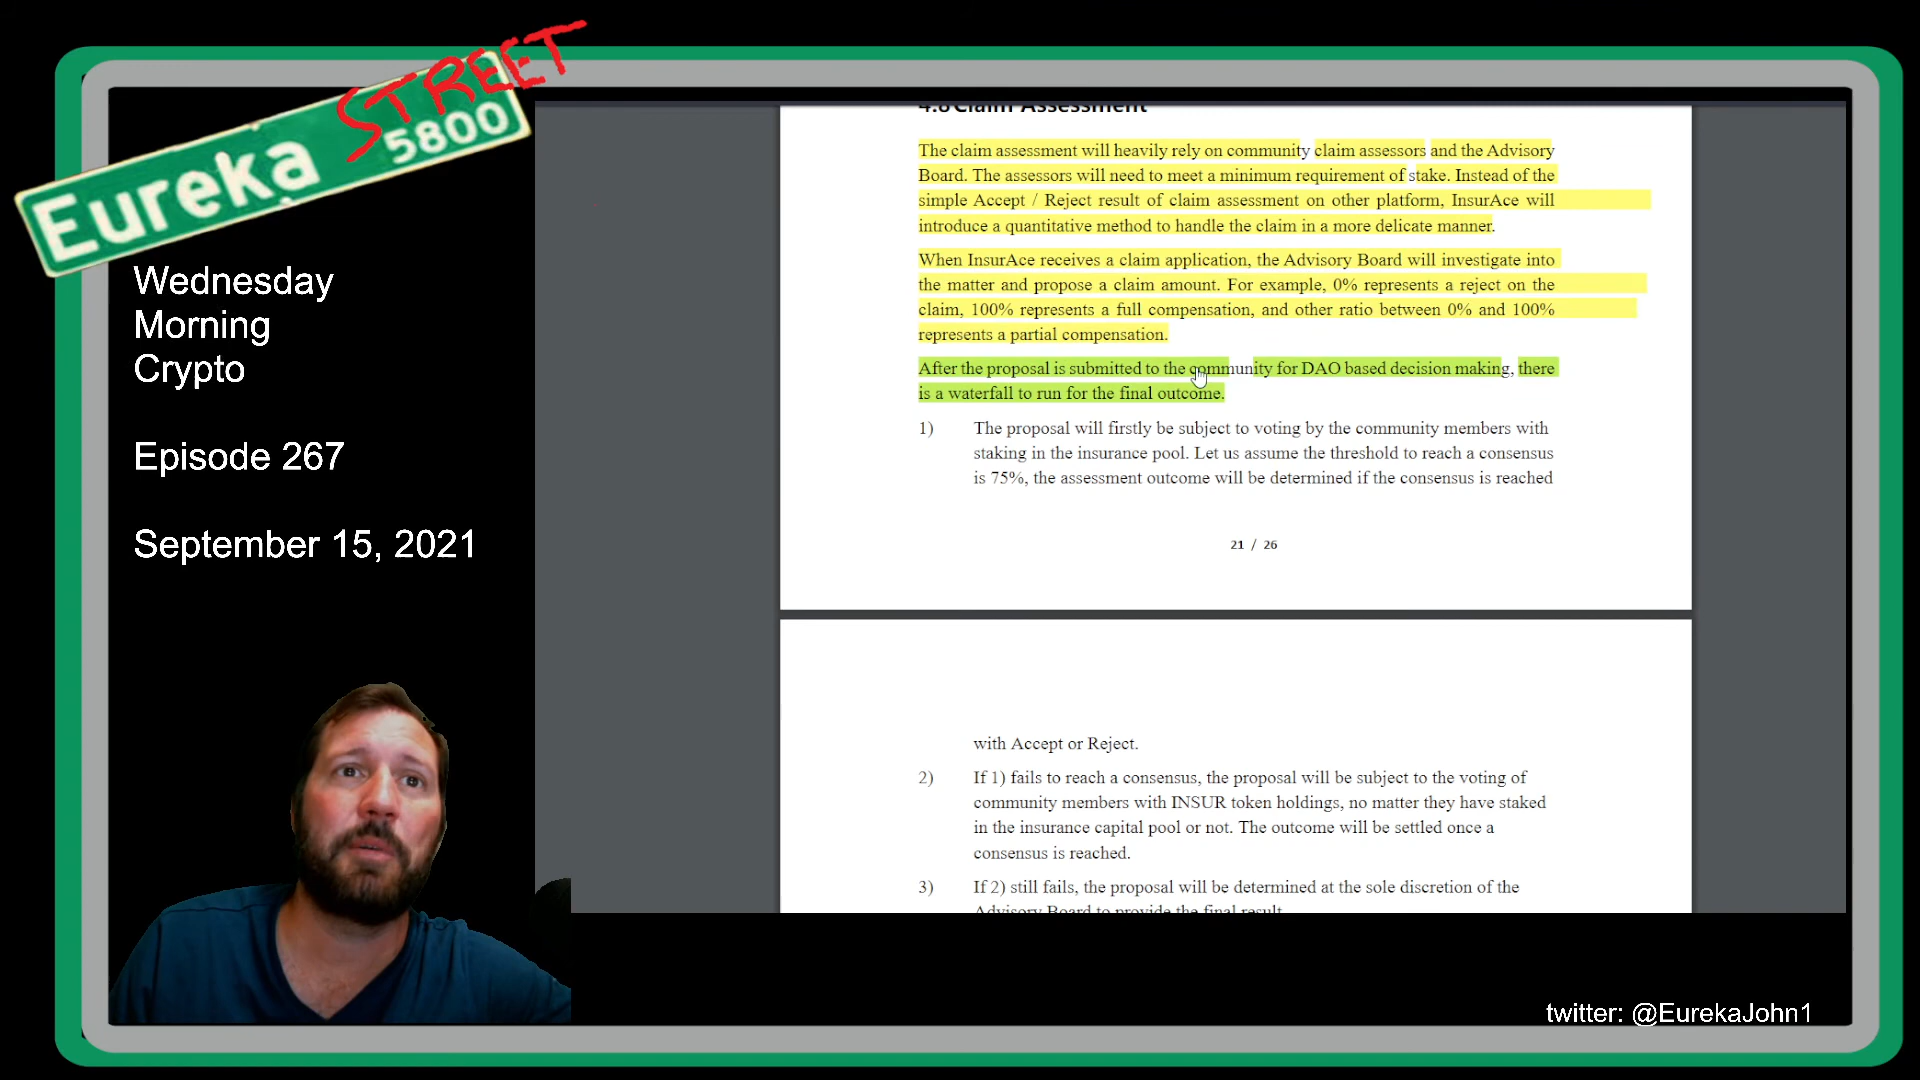 Eureka STREET
5800
Wednesday
Morning
Crypto
Episode 267
September 15, 2021
4.8 Claim Assessment
The claim assessment will heavily rely on community claim assessors and the Advisory
Board. The assessors will need to meet a minimum requirement of stake. Instead of the
simple Accept / Reject result of claim assessment on other platform, InsurAce will
introduce a quantitative method to handle the claim in a more delicate manner.
When InsurAce receives a claim application, the Advisory Board will investigate into
the matter and propose a claim amount. For example, 0% represents a reject on the
claim, 100% represents a full compensation, and other ratio between 0% and 100%
represents a partial compensation.
After the proposal is submitted to the community for DAO based decision making, there
is a waterfall to run for the final outcome.
1) The proposal will firstly be subject to voting by the community members with
staking in the insurance pool. Let us assume the threshold to reach a consensus
is 75%, the assessment outcome will be determined if the consensus is reached
21 / 26
with Accept or Reject.
2) If 1) fails to reach a consensus, the proposal will be subject to the voting of
community members with INSUR token holdings, no matter they have staked
in the insurance capital pool or not. The outcome will be settled once a
consensus is reached.
3) If 2) still fails, the proposal will be determined at the sole discretion of the
Advisory Board to provide the final result.
twitter: @EurekaJohn1